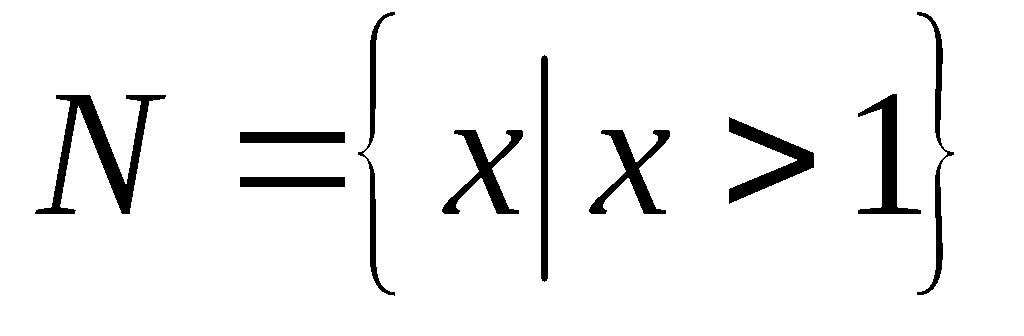 N = { x | x > 1 }